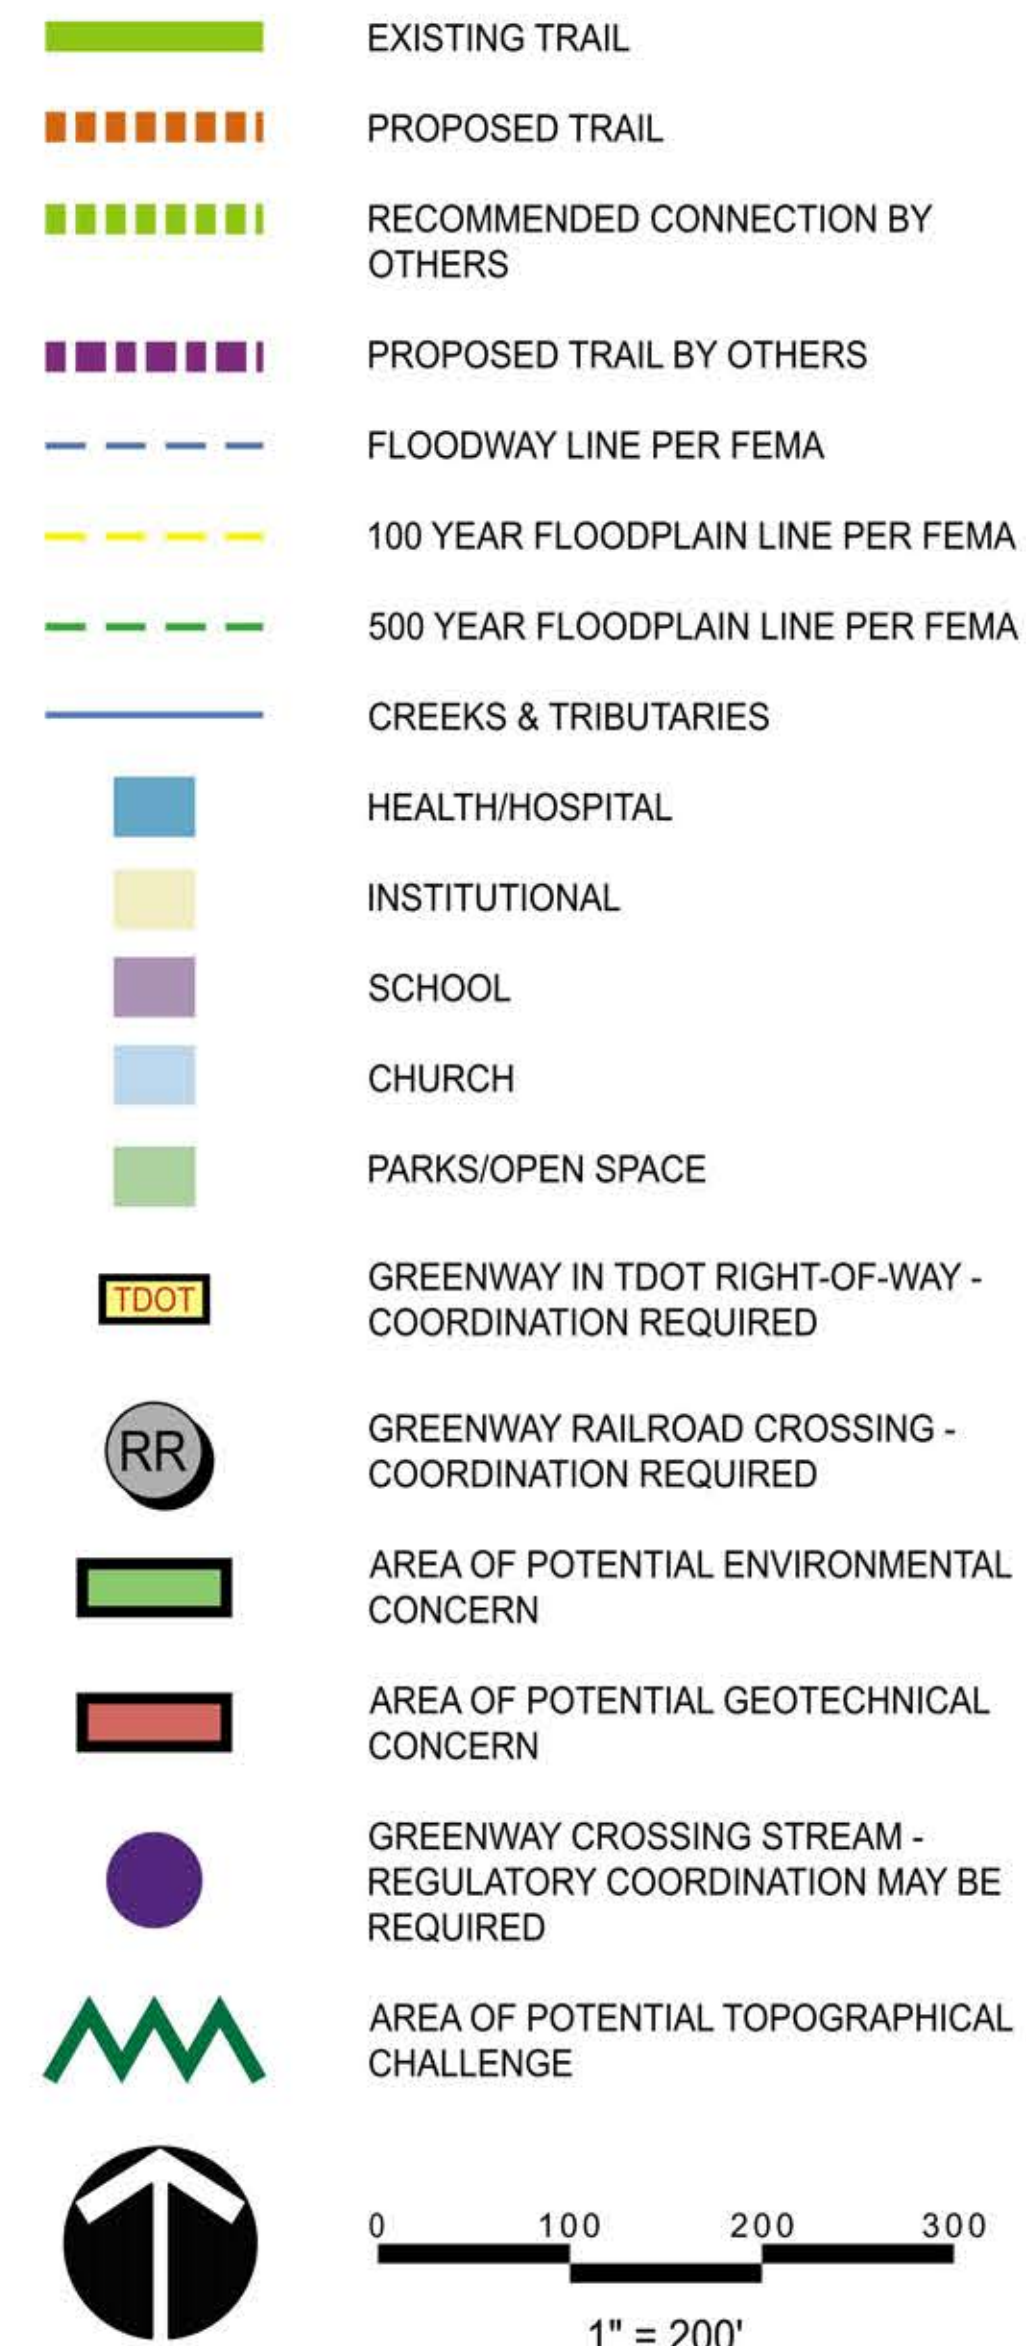 EXISTING TRAIL
PROPOSED TRAIL
RECOMMENDED CONNECTION BY
OTHERS
PROPOSED TRAIL BY OTHERS
FLOODWAY LINE PER FEMA
100 YEAR FLOODPLAIN LINE PER FEMA
500 YEAR FLOODPLAIN LINE PER FEMA
CREEKS & TRIBUTARIES
HEALTH/HOSPITAL
INSTITUTIONAL
SCHOOL
CHURCH
PARKS/OPEN SPACE
TDOT
GREENWAY IN TDOT RIGHT-OF-WAY -
COORDINATION REQUIRED
RR
GREENWAY RAILROAD CROSSING -
COORDINATION REQUIRED
AREA OF POTENTIAL ENVIRONMENTAL
CONCERN
AREA OF POTENTIAL GEOTECHNICAL
CONCERN
GREENWAY CROSSING STREAM -
REGULATORY COORDINATION MAY BE
REQUIRED
AREA OF POTENTIAL TOPOGRAPHICAL
CHALLENGE
0 100 200 300
1" = 200'